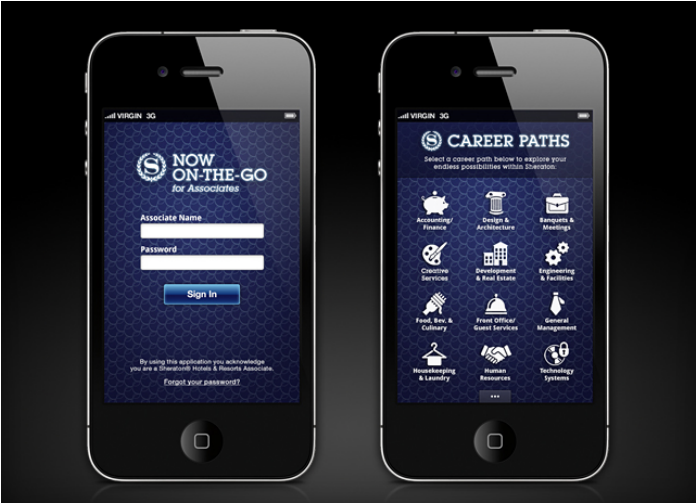 VIRGIN 3G
S
NOW
ON-THE-GO
for Associates
Associate Name
Password
Sign In
By using this application you acknowledge
you are a Sheraton® Hotels & Resorts Associate.
Forgot your password?
VIRGIN 3G
S CAREER PATHS
Select a career path below to explore your
endless possibilities within Sheraton:
Accounting/
Finance
Design &
Architecture
Banquets &
Meetings
Creative
Services
Development
& Real Estate
Engineering
& Facilities
Food, Bev, &
Culinary
Front Office/
Guest Services
General
Management
Housekeeping
& Laundry
Human
Resources
Technology
Systems